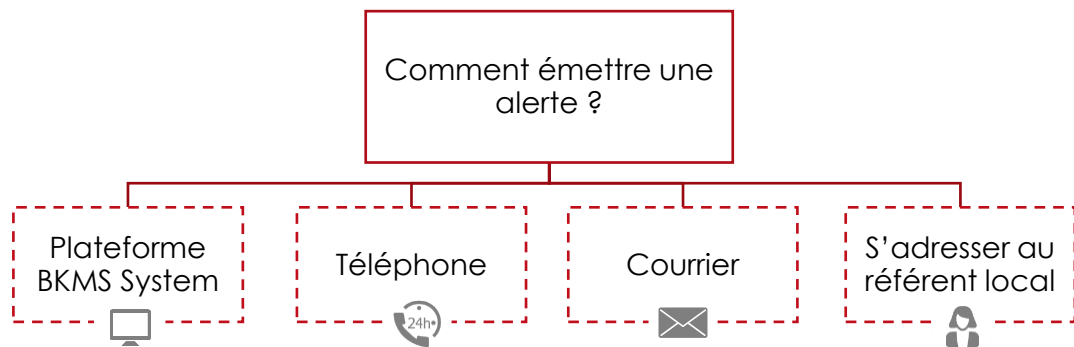 Comment émettre une
alerte ?
Plateforme
BKMS System
Téléphone
24h
Courrier
S’adresser au
référent local